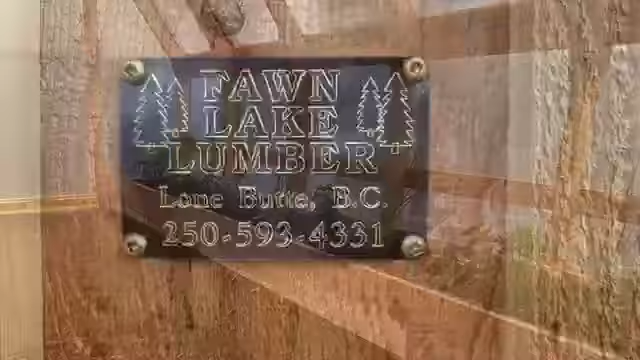 FAWN
LAKE
LUMBER
Lone Butte, B.C.
250-593-4331